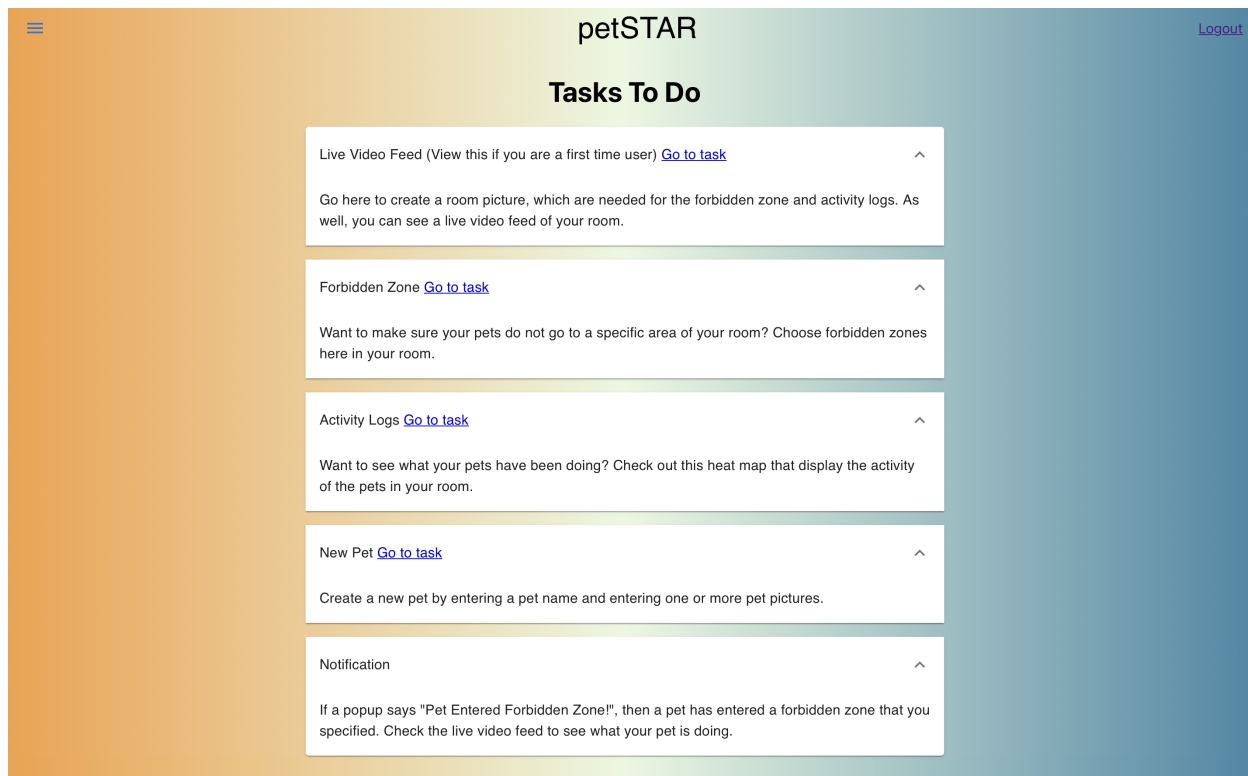 petSTAR
Logout
Tasks To Do
Live Video Feed (View this if you are a first time user) Go to task
Go here to create a room picture, which are needed for the forbidden zone and activity logs. As
well, you can see a live video feed of your room.
Forbidden Zone Go to task
Want to make sure your pets do not go to a specific area of your room? Choose forbidden zones
here in your room.
Activity Logs Go to task
Want to see what your pets have been doing? Check out this heat map that display the activity
of the pets in your room.
New Pet Go to task
Create a new pet by entering a pet name and entering one or more pet pictures.
Notification
If a popup says "Pet Entered Forbidden Zone!", then a pet has entered a forbidden zone that you
specified. Check the live video feed to see what your pet is doing.